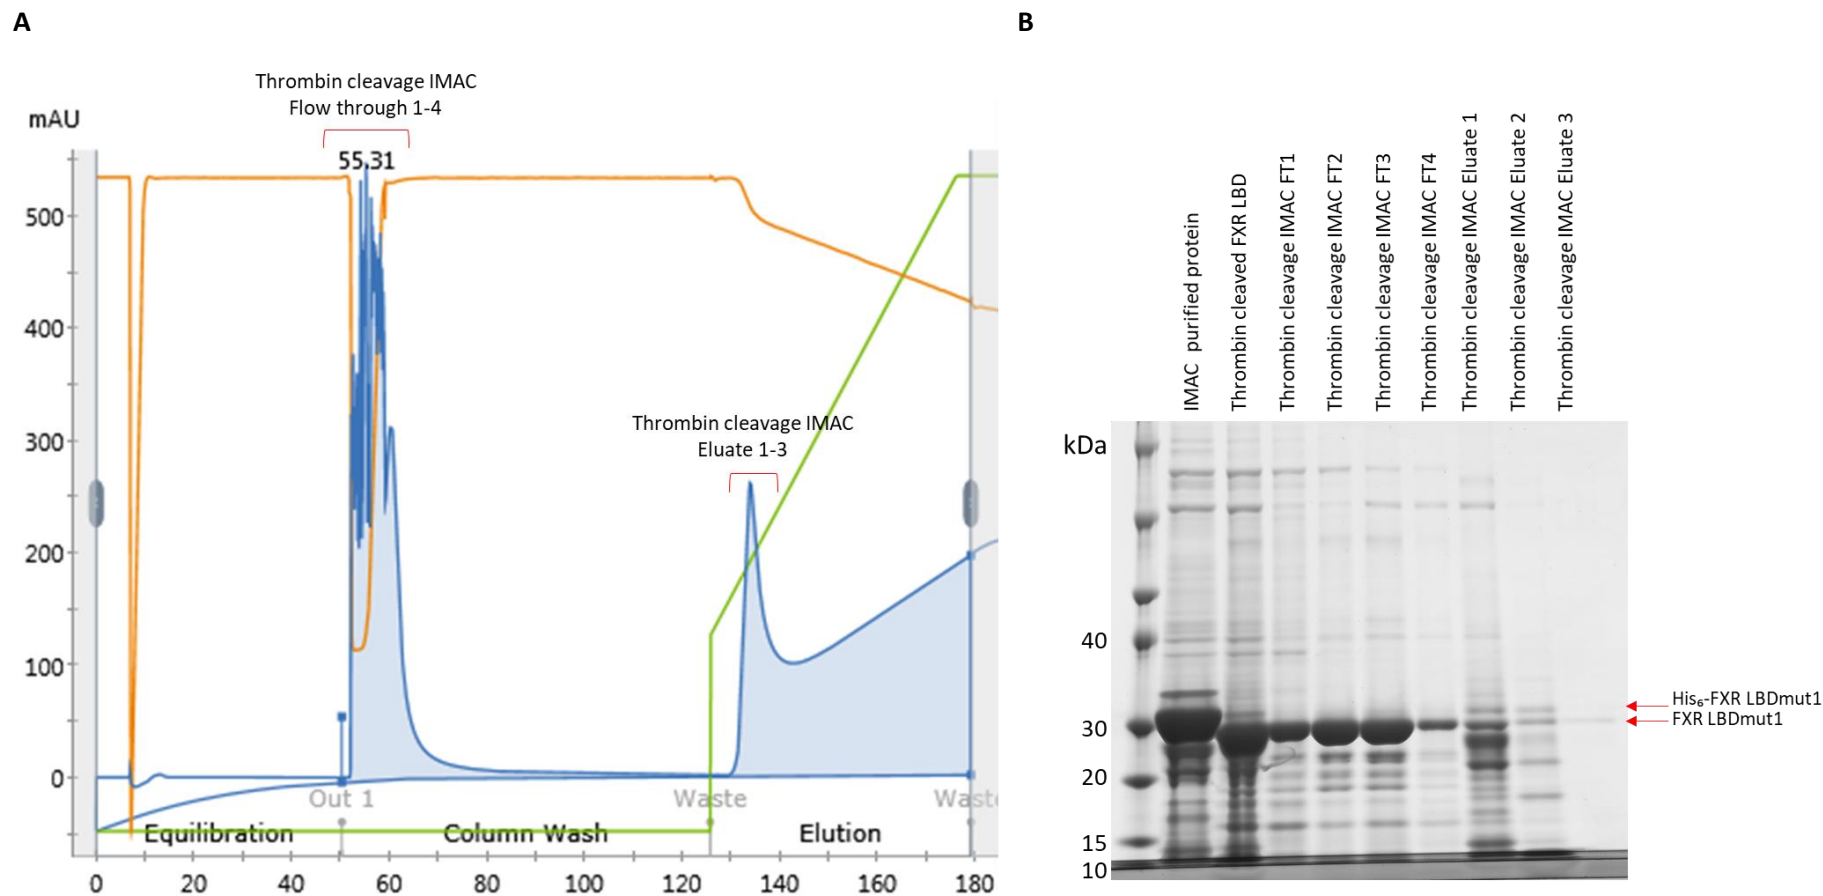 A
B
Thrombin cleavage IMAC
Flow through 1-4
mAU
55.31
500
400
300
200
100
0
Thrombin cleavage IMAC
Eluate 1-3
Out 1
Waste
Waste
Equilibration
Column Wash
Elution
0 20 40 60 80 100 120 140 160 180
IMAC purified protein
Thrombin cleaved FXR LBD
Thrombin cleavage IMAC FT1
Thrombin cleavage IMAC FT2
Thrombin cleavage IMAC FT3
Thrombin cleavage IMAC FT4
Thrombin cleavage IMAC Eluate 1
Thrombin cleavage IMAC Eluate 2
Thrombin cleavage IMAC Eluate 3
kDa
40
30
20
15
10
His₆-FXR LBDmut1
FXR LBDmut1